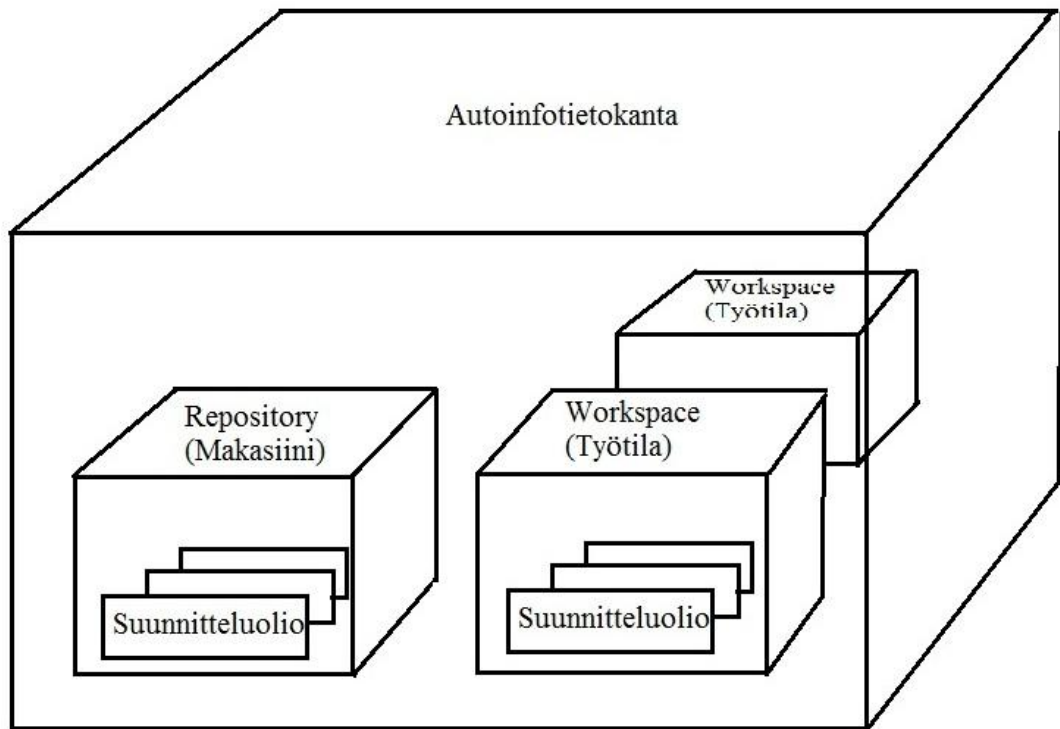 Autoinfotietokanta
Workspace
(Työtila)
Repository
(Makasiini)
Workspace
(Työtila)
Suunnitteluolio
Suunnitteluolio